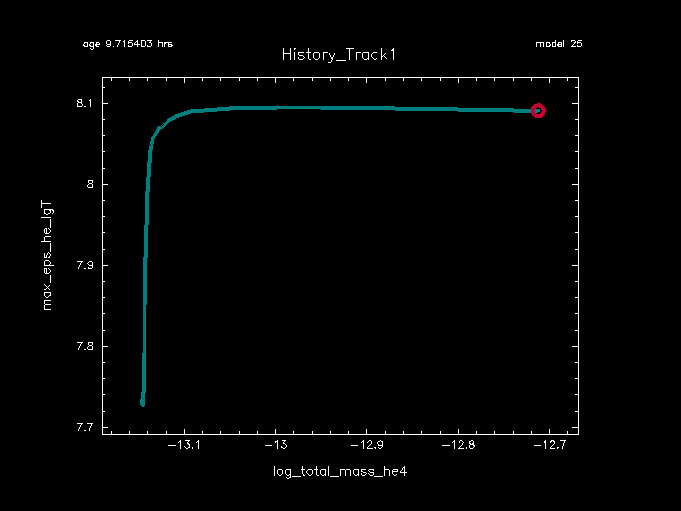 age 9.715403 hrs
model 25
History_Track1
8.1
8
7.9
7.8
7.7
max_eps_he_lgT
-13.1
-13
-12.9
-12.8
-12.7
log_total_mass_he4